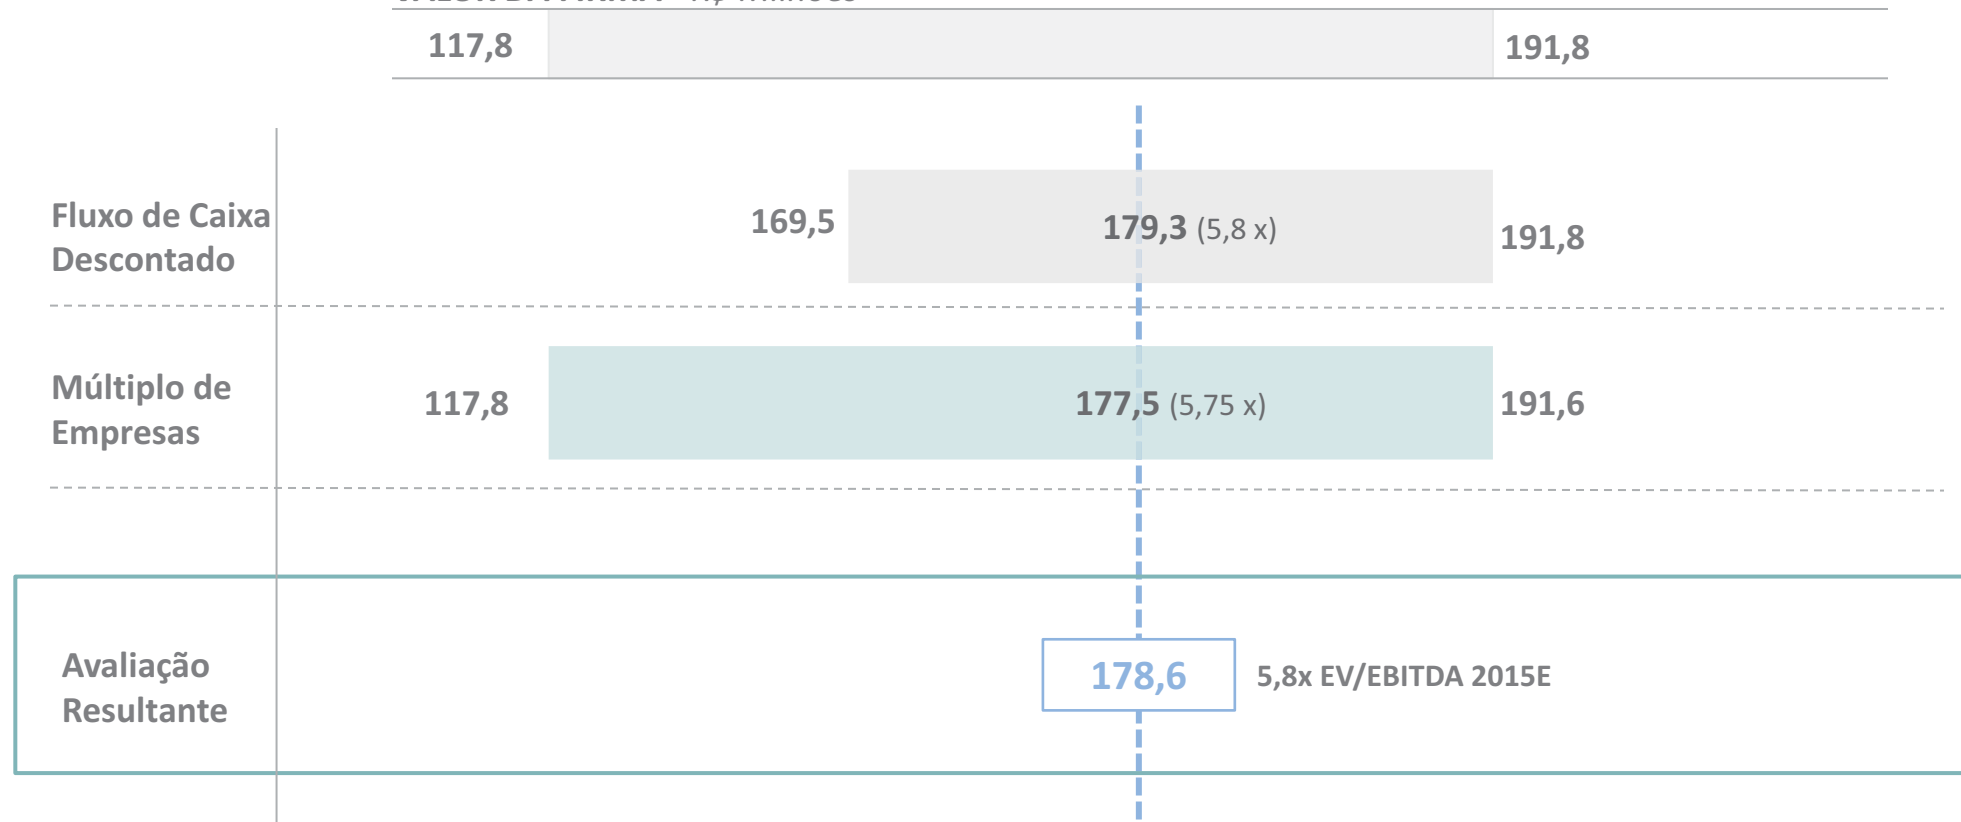 117,8 191,8
Fluxo de Caixa
Descontado
169,5 179,3 (5,8 x) 191,8
Múltiplo de
Empresas
117,8 177,5 (5,75 x) 191,6
Avaliação
Resultante
178,6 5,8x EV/EBITDA 2015E